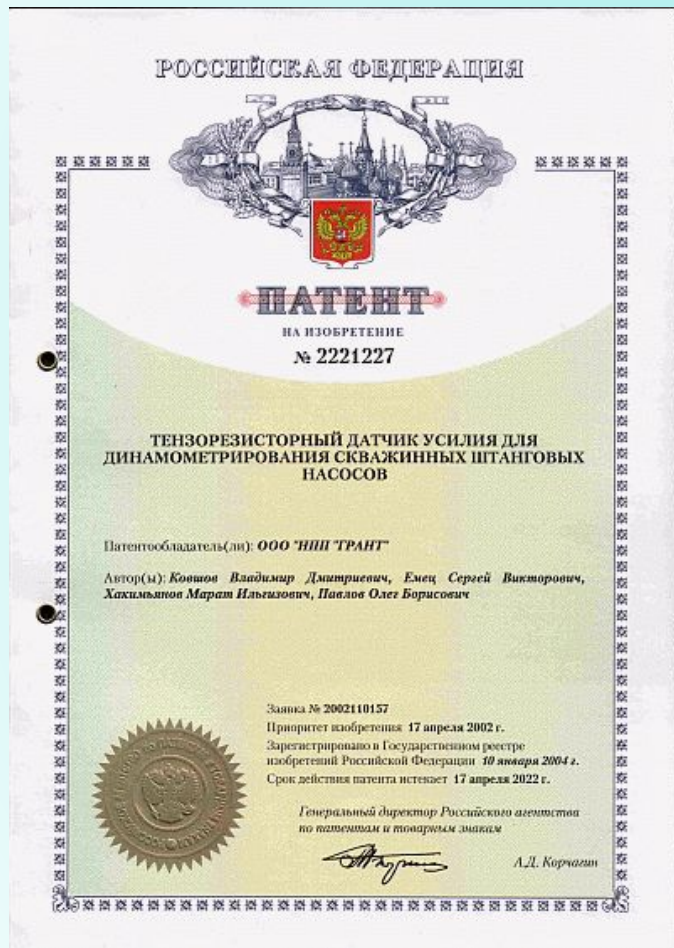 РОССИЙСКАЯ ФЕДЕРАЦИЯ
ПАТЕНТ
НА ИЗОБРЕТЕНИЕ
№ 2221227
ТЕНЗОРЕЗИСТОРНЫЙ ДАТЧИК УСИЛИЯ ДЛЯ
ДИНАМОМЕТРИРОВАНИЯ СКВАЖИННЫХ ШТАНГОВЫХ
НАСОСОВ
Патентообладатель(ли): ООО "НПП "ГРАНТ"
Автор(ы): Ковшов Владимир Дмитриевич, Емец Сергей Викторович,
Хакимьянов Марат Ильгизович, Павлов Олег Борисович
Заявка № 2002110157
Приоритет изобретения 17 апреля 2002 г.
Зарегистрировано в Государственном реестре
изобретений Российской Федерации 10 января 2004 г.
Срок действия патента истекает 17 апреля 2022 г.
Генеральный директор Российского агентства
по патентам и товарным знакам
А.Д. Корчагин